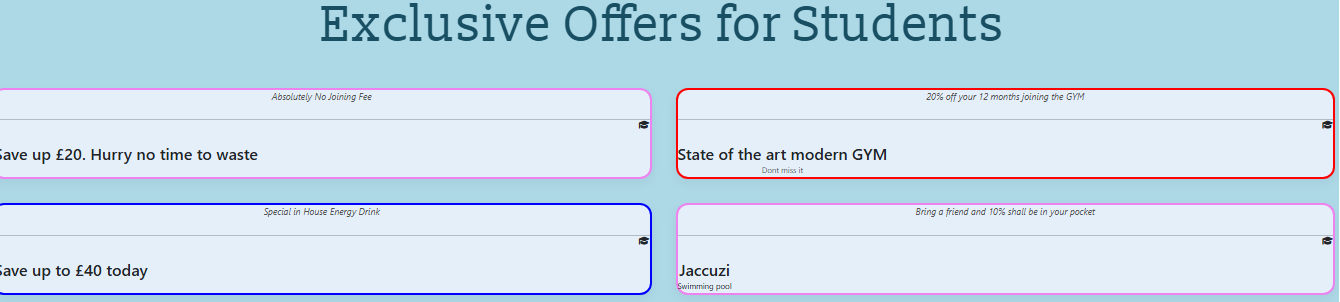 Exclusive Offers for Students
Absolutely No Joining Fee
Save up £20. Hurry no time to waste
20% off your 12 months joining the GYM
State of the art modern GYM
Dont miss it
Special in House Energy Drink
Save up to £40 today
Bring a friend and 10% shall be in your pocket
Jaccuzi
Swimming pool